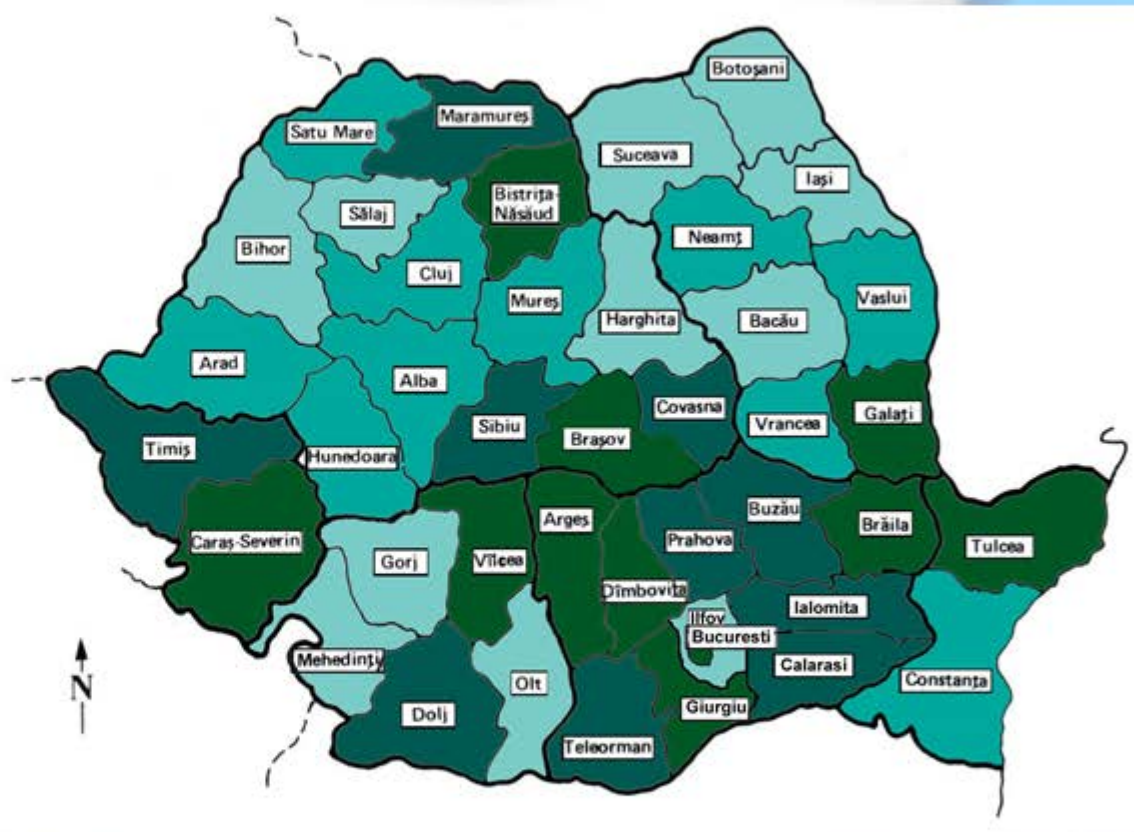 Botoșani
Maramureș
Satu Mare
Suceava
Iași
Bistrița-
Năsăud
Sălaj
Neamț
Bihor
Cluj
Mureș
Vaslui
Harghita
Bacău
Arad
Alba
Covasna
Galați
Sibiu
Vrancea
Brașov
Timiș
Hunedoara
Buzău
Argeș
Brăila
Caraș-Severin
Prahova
Tulcea
Gorj
Vîlcea
Dîmbovița
Ialomita
Ilfov
Bucuresti
Mehedinți
Calarasi
Constanța
Olt
Giurgiu
Dolj
Teleorman
N